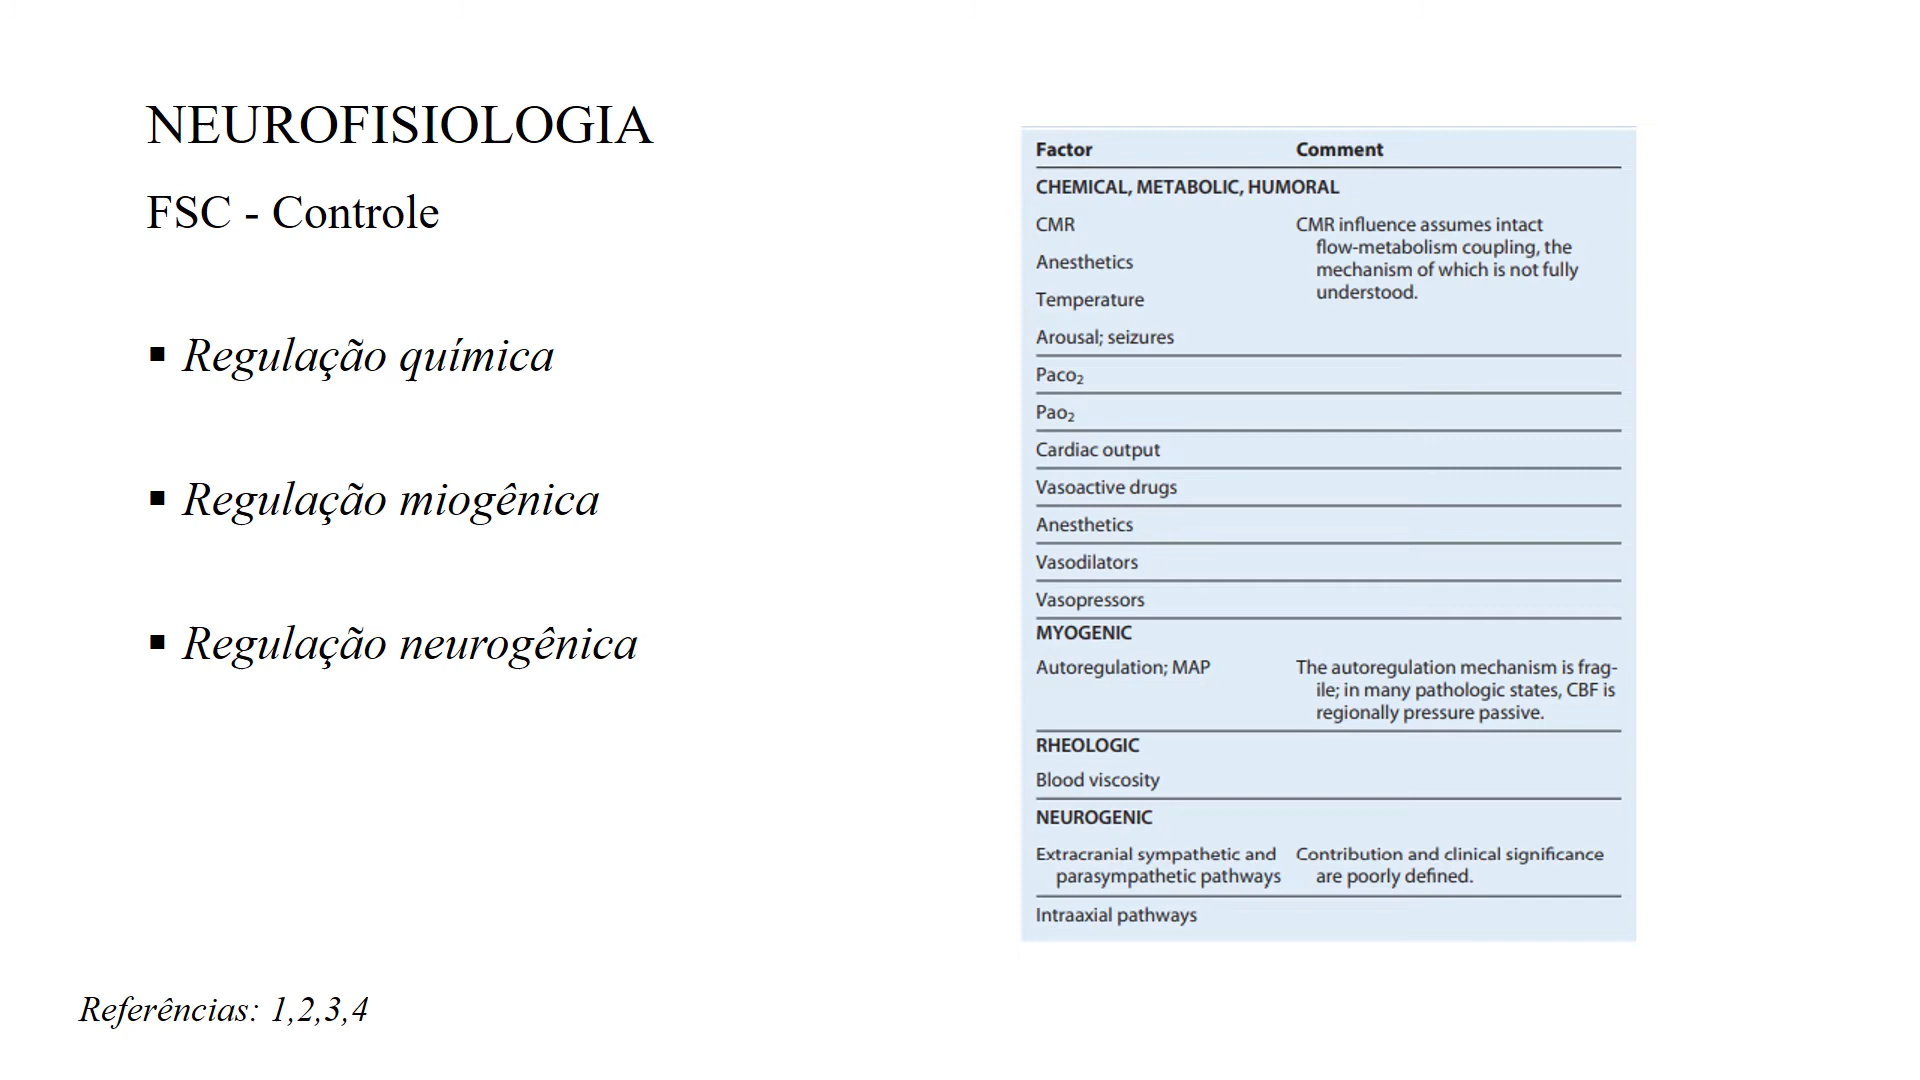 NEUROFISIOLOGIA
FSC - Controle
▪ Regulação química
▪ Regulação miogênica
▪ Regulação neurogênica
Referências: 1,2,3,4
Factor Comment
CHEMICAL, METABOLIC, HUMORAL
CMR CMR influence assumes intact
flow-metabolism coupling, the
Anesthetics mechanism of which is not fully
Temperature understood.
Arousal; seizures
Paco₂
Pao₂
Cardiac output
Vasoactive drugs
Anesthetics
Vasodilators
Vasopressors
MYOGENIC
Autoregulation; MAP The autoregulation mechanism is frag-
ile; in many pathologic states, CBF is
regionally pressure passive.
RHEOLOGIC
Blood viscosity
NEUROGENIC
Extracranial sympathetic and Contribution and clinical significance
parasympathetic pathways are poorly defined.
Intraaxial pathways